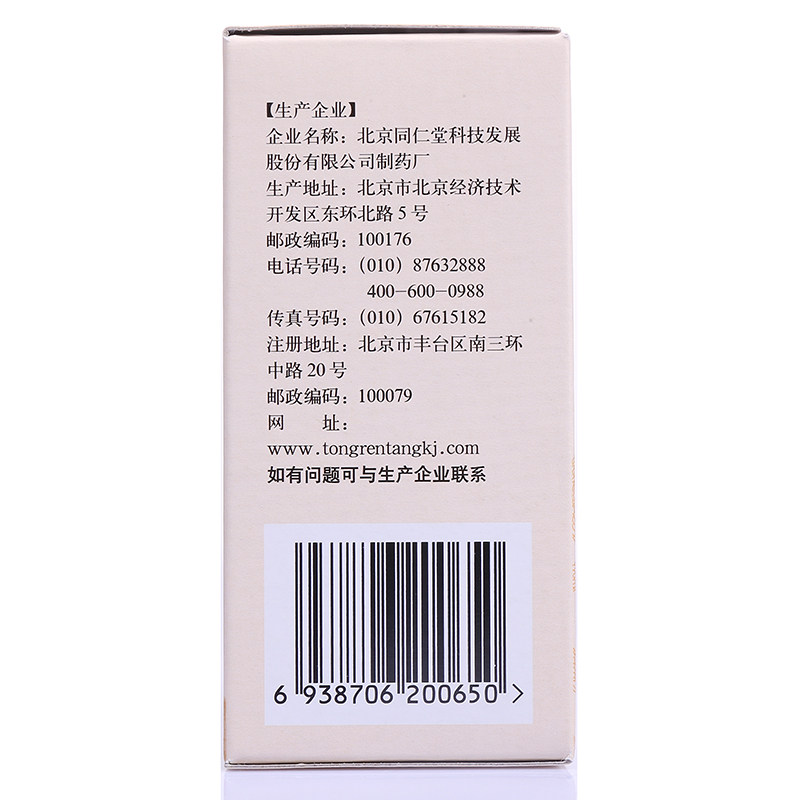 【生产企业】
企业名称：北京同仁堂科技发展
股份有限公司制药厂
生产地址：北京市北京经济技术
开发区东环北路5号
邮政编码：100176
电话号码：（010）87632888
400-600-0988
传真号码：（010）67615182
注册地址：北京市丰台区南三环
中路20号
邮政编码：100079
网 址：
www.tongrentangkj.com
如有问题可与生产企业联系
6 938706 200650 >